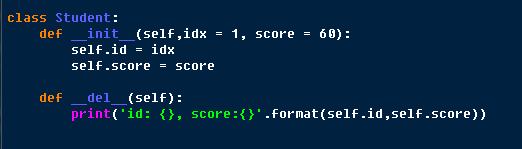 class Student:
    def __init__(self,idx = 1, score = 60):
        self.id = idx
        self.score = score

    def __del__(self):
        print('id: {}, score:{}'.format(self.id,self.score))